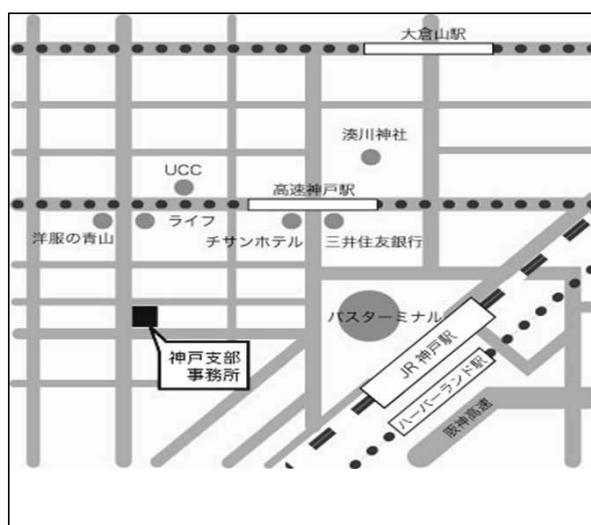 大倉山駅
湊川神社
UCC
高速神戸駅
洋服の青山
ライフ
チサンホテル
三井住友銀行
バスターミナル
神戸支部
事務所
JR 神戸駅
ハーバーランド駅
阪神高速